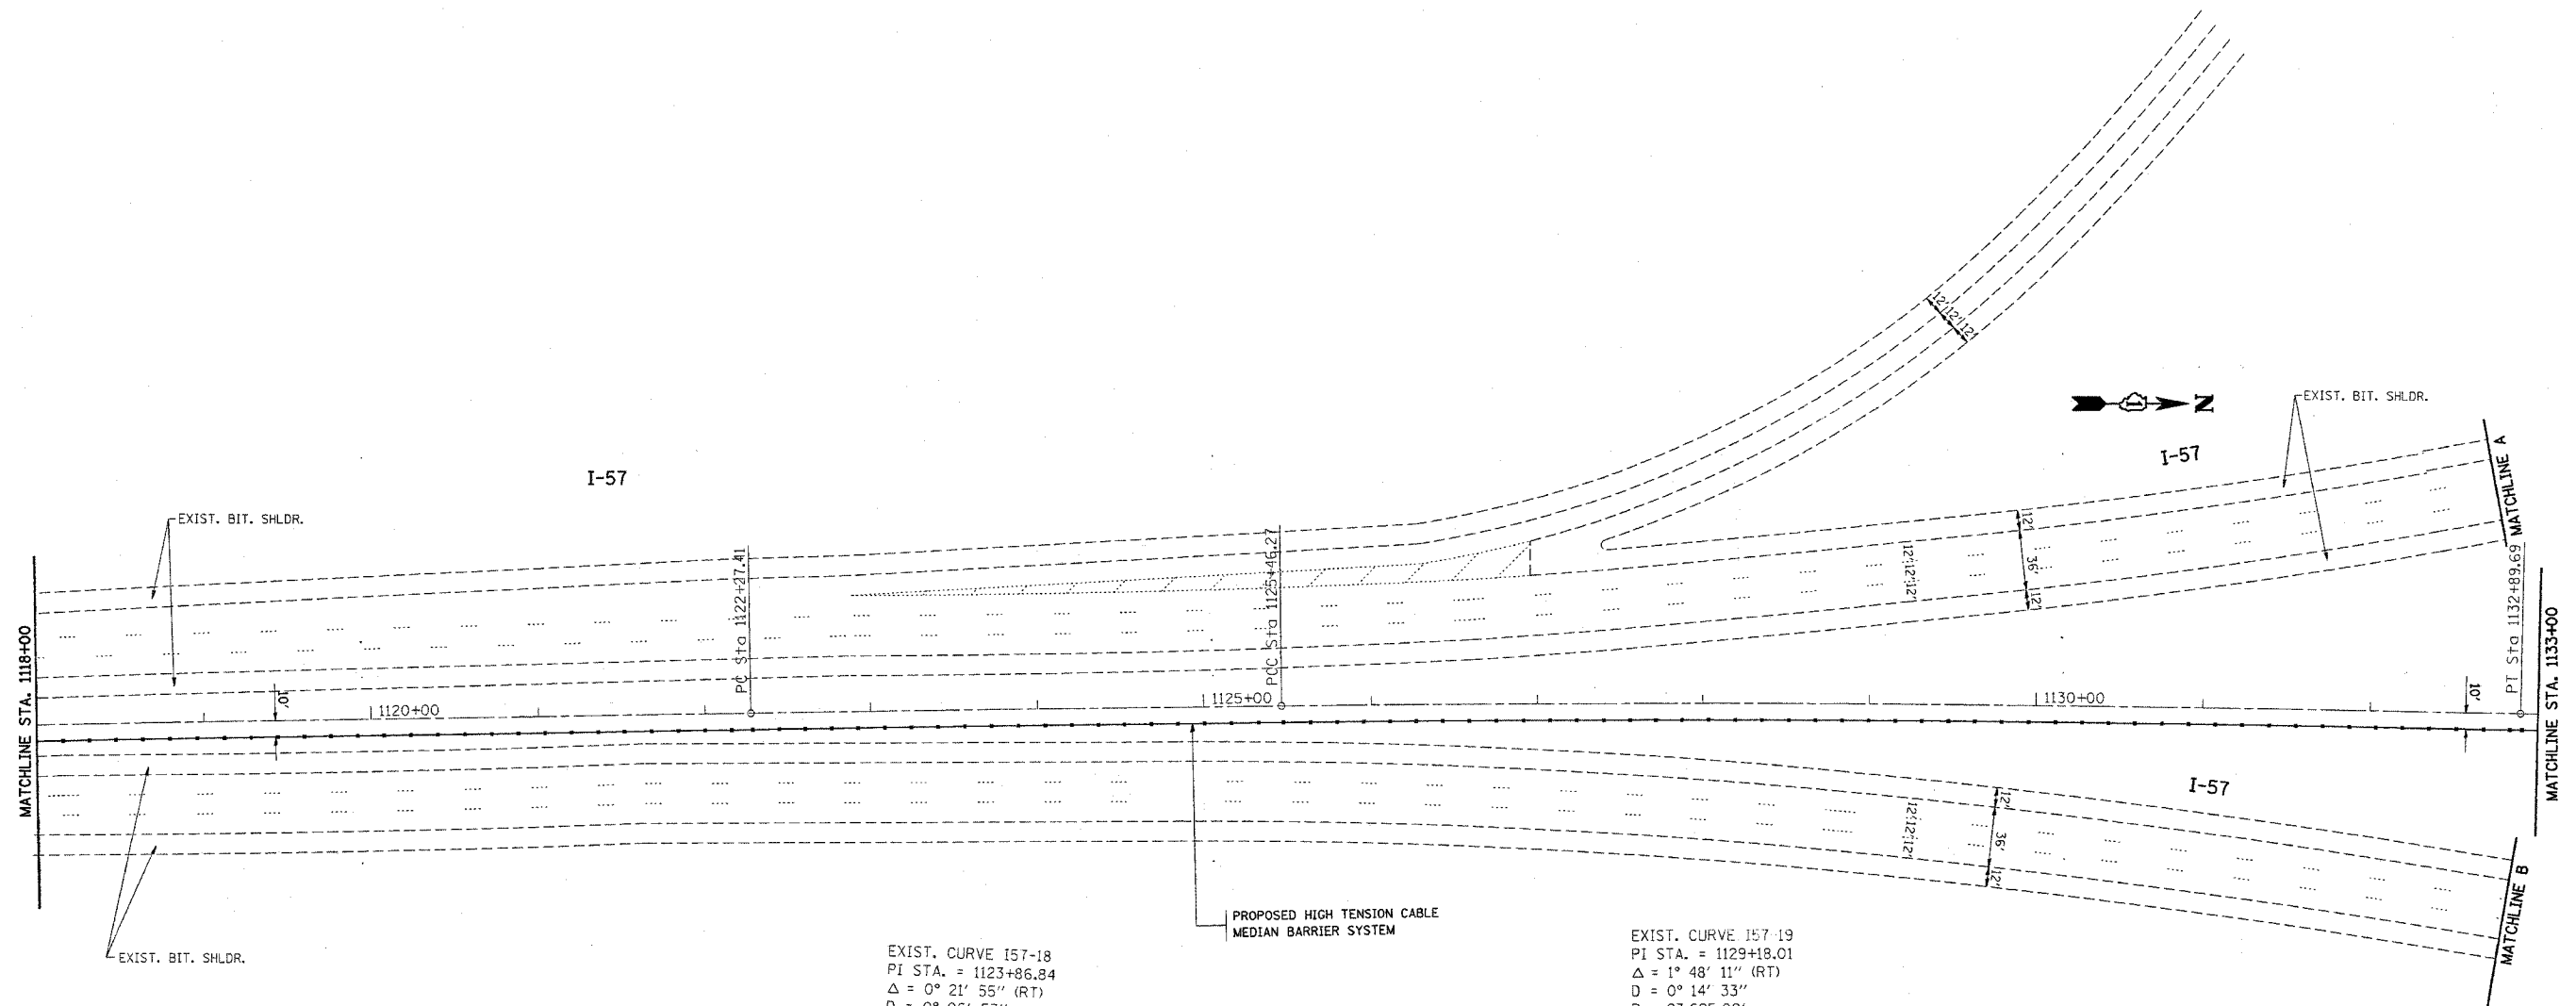 I-57
EXIST. BIT. SHLDR.
I-57
EXIST. BIT. SHLDR.
N
12' 12' 12'
MATCHLINE STA. 1118+00
PC Sta 1122+27.41
PCC Sta 1125+46.27
12'
36'
12'
12' 12' 12'
MATCHLINE A
PT Sta 1132+89.69
MATCHLINE STA. 1133+00
10'
1120+00
1125+00
1130+00
10'
I-57
12'
36'
12'
12' 12' 12'
MATCHLINE B
EXIST. BIT. SHLDR.
PROPOSED HIGH TENSION CABLE
MEDIAN BARRIER SYSTEM
EXIST. CURVE I57-18
PI STA. = 1123+86.84
Δ = 0° 21' 55" (RT)
EXIST. CURVE I57-19
PI STA. = 1129+18.01
Δ = 1° 48' 11" (RT)
D = 0° 14' 33"